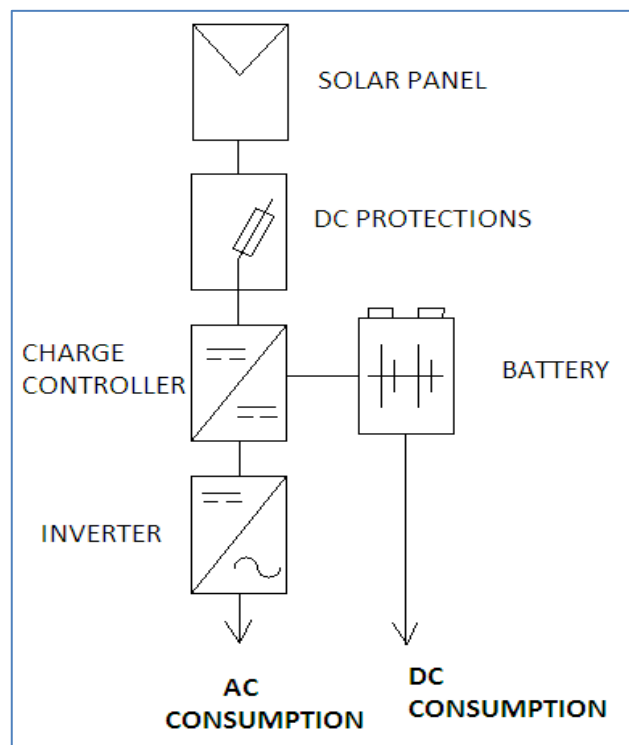 SOLAR PANEL
DC PROTECTIONS
CHARGE
CONTROLLER
BATTERY
INVERTER
AC
CONSUMPTION
DC
CONSUMPTION